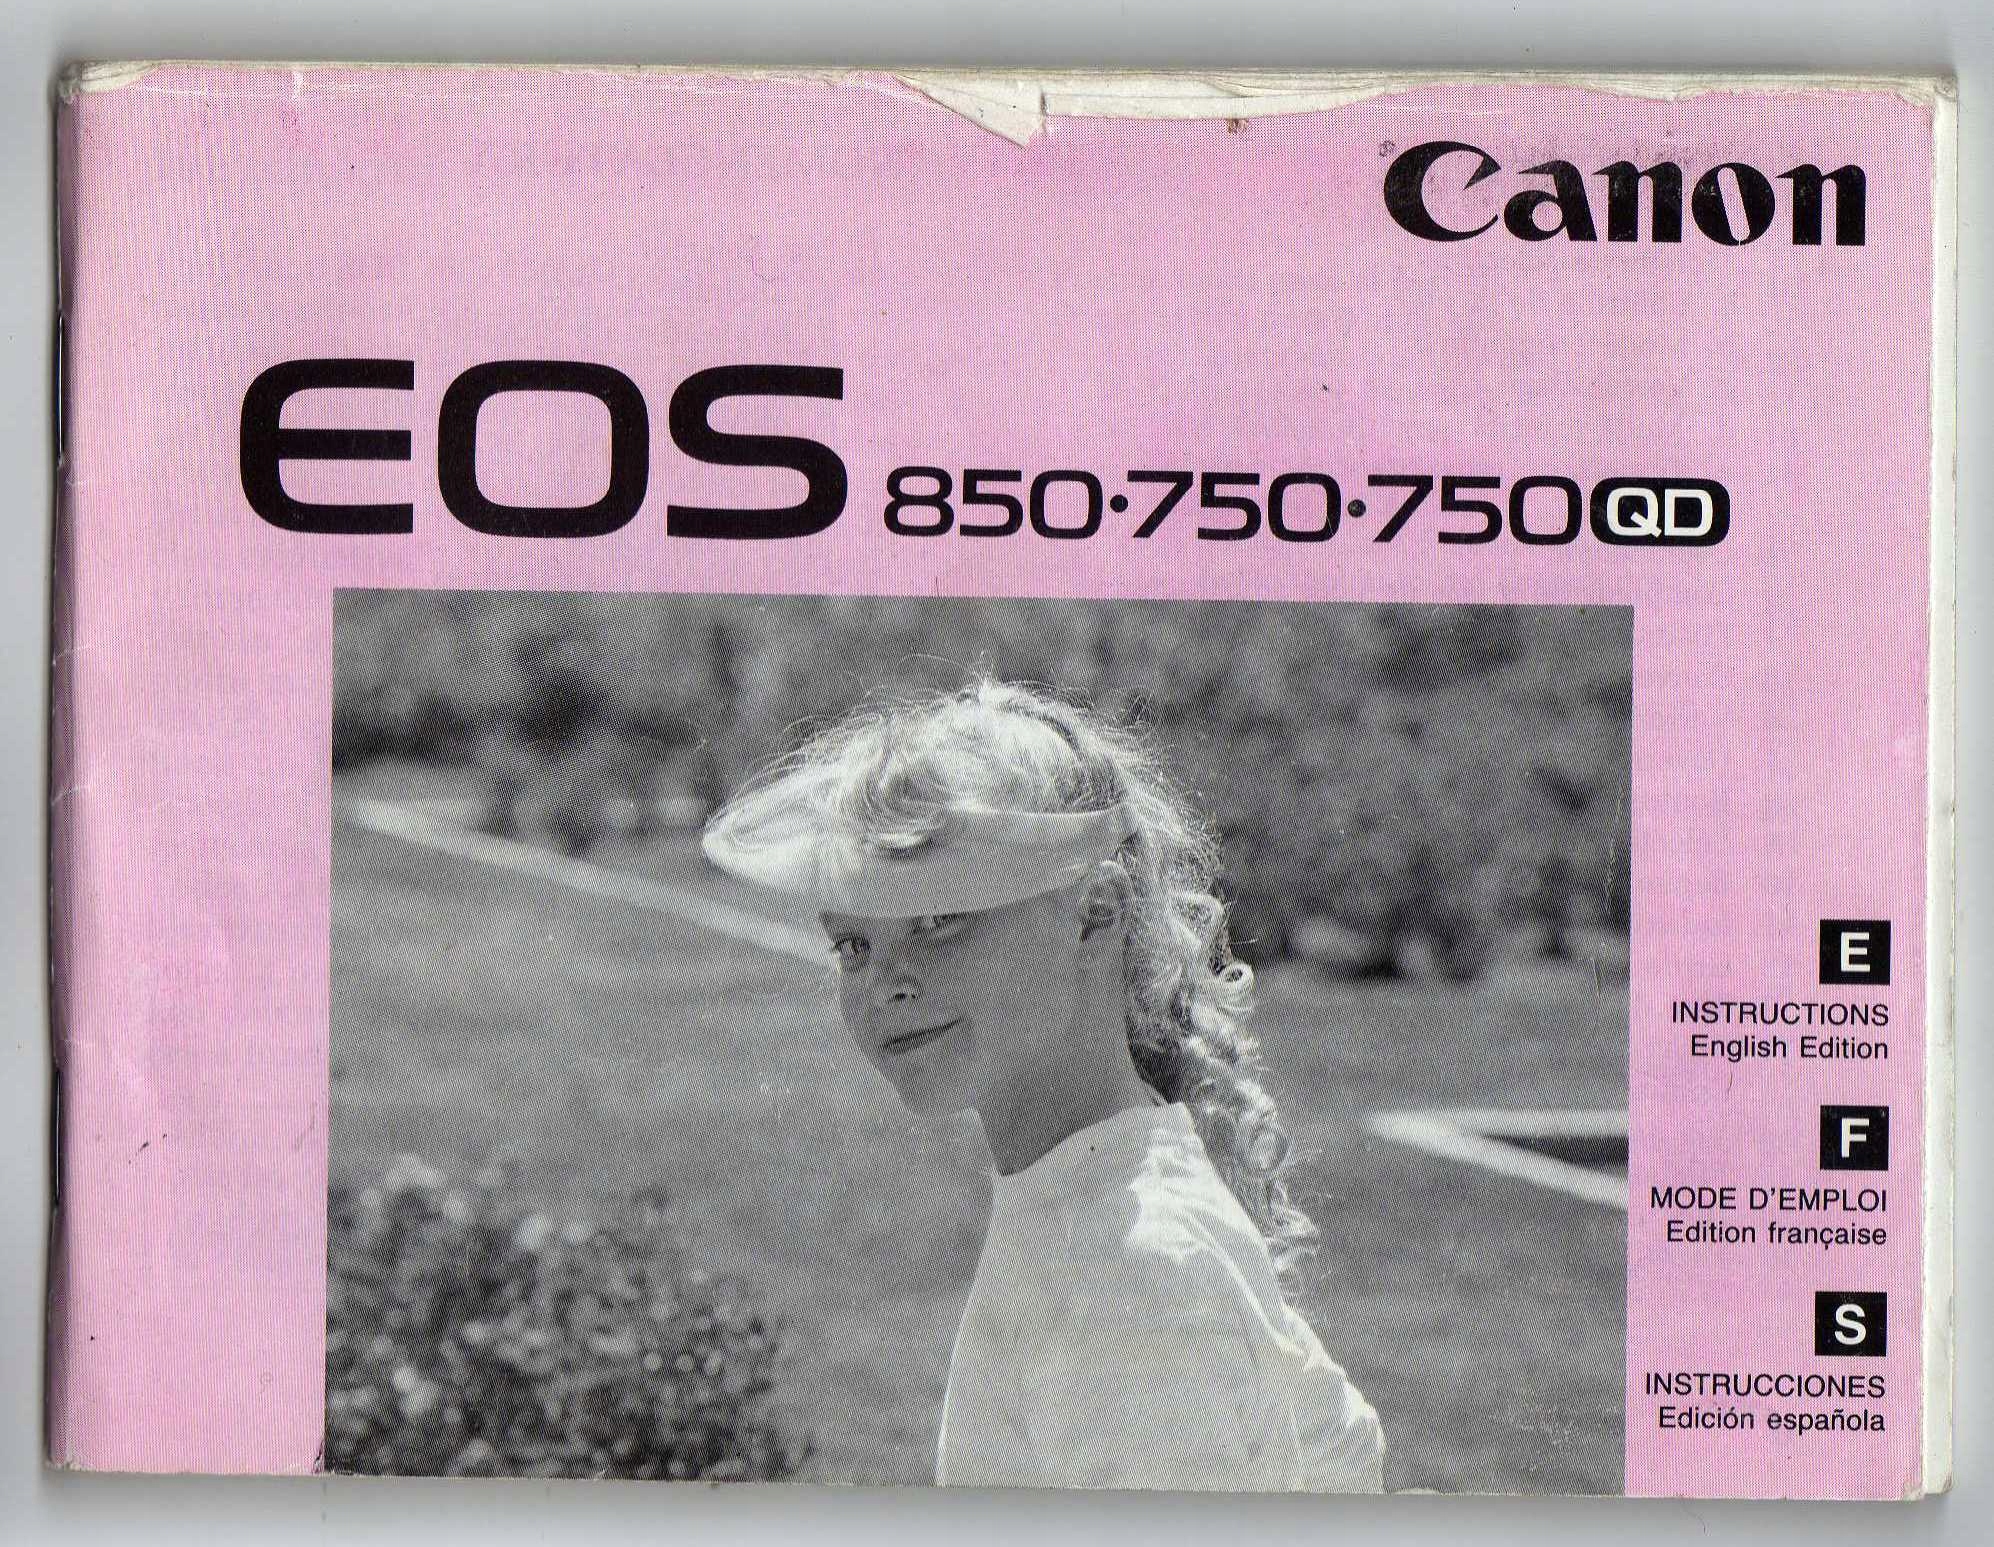 Canon
EOS 850·750·750QD
E
INSTRUCTIONS
English Edition
F
MODE D'EMPLOI
Edition française
S
INSTRUCCIONES
Edición española